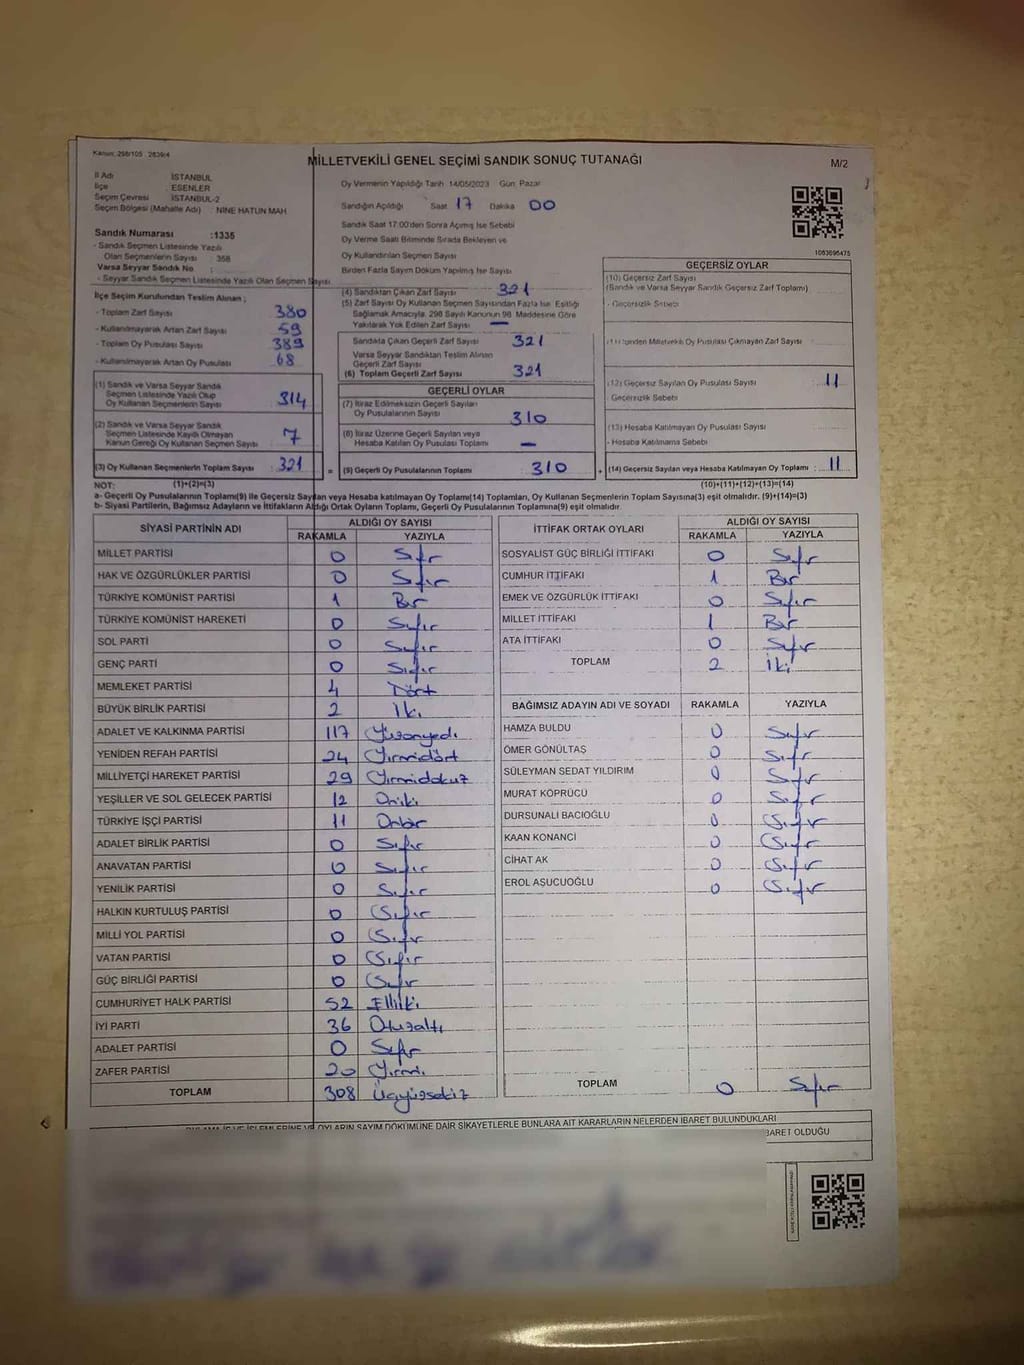 Kanun: 298/105 , 2839/4
MİLLETVEKİLİ GENEL SEÇİMİ SANDIK SONUÇ TUTANAĞI
M/2
İl Adı : İSTANBUL
İlçe : ESENLER
Seçim Çevresi : İSTANBUL-2
Seçim Bölgesi (Mahalle Adı) : NİNE HATUN MAH
Sandık Numarası :1335
- Sandık Seçmen Listesinde Yazılı
Olan Seçmenlerin Sayısı : 358
Varsa Seyyar Sandık No :
- Seyyar Sandık Seçmen Listesinde Yazılı Olan Seçmen Sayısı
İlçe Seçim Kurulundan Teslim Alınan ;
- Toplam Zarf Sayısı : 380
- Kullanılmayarak Artan Zarf Sayısı : 59
- Toplam Oy Pusulası Sayısı : 389
- Kullanılmayarak Artan Oy Pusulası : 68
(1) Sandık ve Varsa Seyyar Sandık
Seçmen Listesinde Yazılı Olup
Oy Kullanan Seçmenlerin Sayısı : 314
(2) Sandık ve Varsa Seyyar Sandık
Seçmen Listesinde Kayıtlı Olmayan
Kanun Gereği Oy Kullanan Seçmen Sayısı : 7
(3) Oy Kullanan Seçmenlerin Toplam Sayısı : 321
Oy Vermenin Yapıldığı Tarih 14/05/2023 Gün: Pazar
Sandığın Açıldığı Saat 17 Dakika 00
Sandık Saat 17:00'den Sonra Açılmış İse Sebebi
Oy Verme Saati Bitiminde Sırada Bekleyen ve
Oy Kullandırılan Seçmen Sayısı
Birden Fazla Sayım Döküm Yapılmış İse Sayısı
(4) Sandıktan Çıkan Zarf Sayısı : 321
(5) Zarf Sayısı Oy Kullanan Seçmen Sayısından Fazla İse Eşitliği
Sağlamak Amacıyla, 298 Sayılı Kanunun 98. Maddesine Göre
Yakılarak Yok Edilen Zarf Sayısı : —
Sandıkta Çıkan Geçerli Zarf Sayısı 321
Varsa Seyyar Sandıktan Teslim Alınan
Geçerli Zarf Sayısı
(6) Toplam Geçerli Zarf Sayısı 321
GEÇERLİ OYLAR
(7) İtiraz Edilmeksizin Geçerli Sayılan
Oy Pusulalarının Sayısı 310
(8) İtiraz Üzerine Geçerli Sayılan veya
Hesaba Katılan Oy Pusulası Toplamı —
= (9) Geçerli Oy Pusulalarının Toplamı 310
1083695475
GEÇERSİZ OYLAR
(10) Geçersiz Zarf Sayısı
(Sandık ve Varsa Seyyar Sandık Geçersiz Zarf Toplamı)
- Geçersizlik Sebebi
(11) İçinden Milletvekili Oy Pusulası Çıkmayan Zarf Sayısı
(12) Geçersiz Sayılan Oy Pusulası Sayısı : 11
Geçersizlik Sebebi
(13) Hesaba Katılmayan Oy Pusulası Sayısı
- Hesaba Katılmama Sebebi
+ (14) Geçersiz Sayılan veya Hesaba Katılmayan Oy Toplamı : 11
NOT: (1)+(2)=(3) (10)+(11)+(12)+(13)=(14)
a- Geçerli Oy Pusulalarının Toplamı(9) ile Geçersiz Sayılan veya Hesaba katılmayan Oy Toplamı(14) Toplamları, Oy Kullanan Seçmenlerin Toplam Sayısına(3) eşit olmalıdır. (9)+(14)=(3)
b- Siyasi Partilerin, Bağımsız Adayların ve İttifakların Aldığı Ortak Oyların Toplamı, Geçerli Oy Pusulalarının Toplamına(9) eşit olmalıdır
SİYASİ PARTİNİN ADI ALDIĞI OY SAYISI
RAKAMLA YAZIYLA
MİLLET PARTİSİ 0 Sıfır
HAK VE ÖZGÜRLÜKLER PARTİSİ 0 Sıfır
TÜRKİYE KOMÜNİST PARTİSİ 1 Bir
TÜRKİYE KOMÜNİST HAREKETİ 0 Sıfır
SOL PARTİ 0 Sıfır
GENÇ PARTİ 0 Sıfır
MEMLEKET PARTİSİ 4 Dört
BÜYÜK BİRLİK PARTİSİ 2 İki
ADALET VE KALKINMA PARTİSİ 117 Yüzonyedi
YENİDEN REFAH PARTİSİ 24 Yirmidört
MİLLİYETÇİ HAREKET PARTİSİ 29 Yirmidokuz
YEŞİLLER VE SOL GELECEK PARTİSİ 12 Oniki
TÜRKİYE İŞÇİ PARTİSİ 11 Onbir
ADALET BİRLİK PARTİSİ 0 Sıfır
ANAVATAN PARTİSİ 0 Sıfır
YENİLİK PARTİSİ 0 Sıfır
HALKIN KURTULUŞ PARTİSİ 0 Sıfır
MİLLİ YOL PARTİSİ 0 Sıfır
VATAN PARTİSİ 0 Sıfır
GÜÇ BİRLİĞİ PARTİSİ 0 Sıfır
CUMHURİYET HALK PARTİSİ 52 Elliiki
İYİ PARTİ 36 Otuzaltı
ADALET PARTİSİ 0 Sıfır
ZAFER PARTİSİ 20 Yirmi
TOPLAM 308 Üçyüzsekiz
İTTİFAK ORTAK OYLARI ALDIĞI OY SAYISI
RAKAMLA YAZIYLA
SOSYALİST GÜÇ BİRLİĞİ İTTİFAKI 0 Sıfır
CUMHUR İTTİFAKI 1 Bir
EMEK VE ÖZGÜRLÜK İTTİFAKI 0 Sıfır
MİLLET İTTİFAKI 1 Bir
ATA İTTİFAKI 0 Sıfır
TOPLAM 2 İki
BAĞIMSIZ ADAYIN ADI VE SOYADI RAKAMLA YAZIYLA
HAMZA BULDU 0 Sıfır
ÖMER GÖNÜLTAŞ 0 Sıfır
SÜLEYMAN SEDAT YILDIRIM 0 Sıfır
MURAT KÖPRÜCÜ 0 Sıfır
DURSUNALİ BACIOĞLU 0 Sıfır
KAAN KONANCİ 0 Sıfır
CİHAT AK 0 Sıfır
EROL AŞUCUOĞLU 0 Sıfır
TOPLAM 0 Sıfır
OYLARIN SAYIM DÖKÜMÜNE DAİR ŞİKAYETLERLE BUNLARA AİT KARARLARIN NELERDEN İBARET BULUNDUKLARI
İBARET OLDUĞU